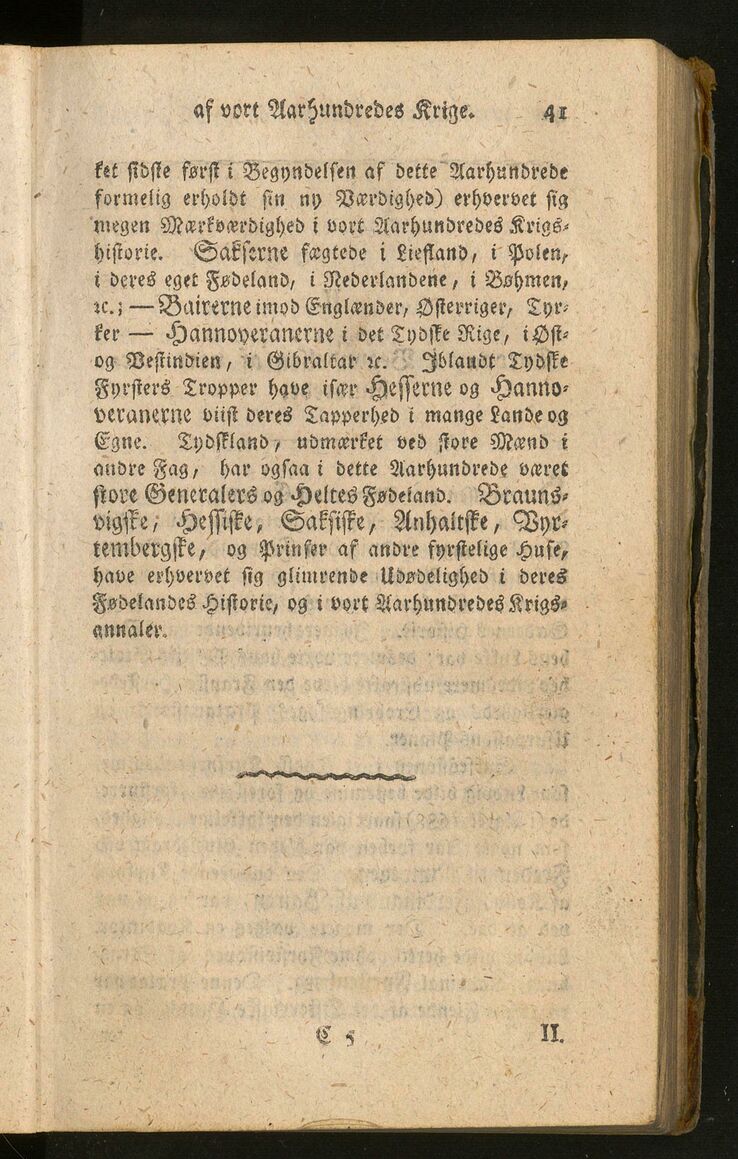 af vort Aarhundredes Krige. 41
ket sidste først i Begyndelsen af dette Aarhundrede
formelig erholdt sin ny Værdighed) erhvervet sig
megen Mærkværdighed i vort Aarhundredes Krigs-
historie. Sakserne fægtede i Liefland, i Polen,
i deres eget Fødeland, i Nederlandene, i Bøhmen,
ꝛc.; — Bairerne imod Englænder, Østerriger, Tyr-
ker — Hannoveranerne i det Tydske Rige, i Øst-
og Vestindien, i Gibraltar ꝛc. Iblandt Tydske
Fyrsters Tropper have især Hesserne og Hanno-
veranerne viist deres Tapperhed i mange Lande og
Egne. Tydskland, udmærket ved store Mænd i
andre Fag, har ogsaa i dette Aarhundrede været
store Generalers og Heltes Fødeland. Brauns-
vigske, Hessiske, Saksiske, Anhaltske, Vyr-
tembergske, og Prinser af andre fyrstelige Huse,
have erhvervet sig glimrende Udødelighed i deres
Fødelandes Historie, og i vort Aarhundredes Krigs-
annaler.
C 5 II.